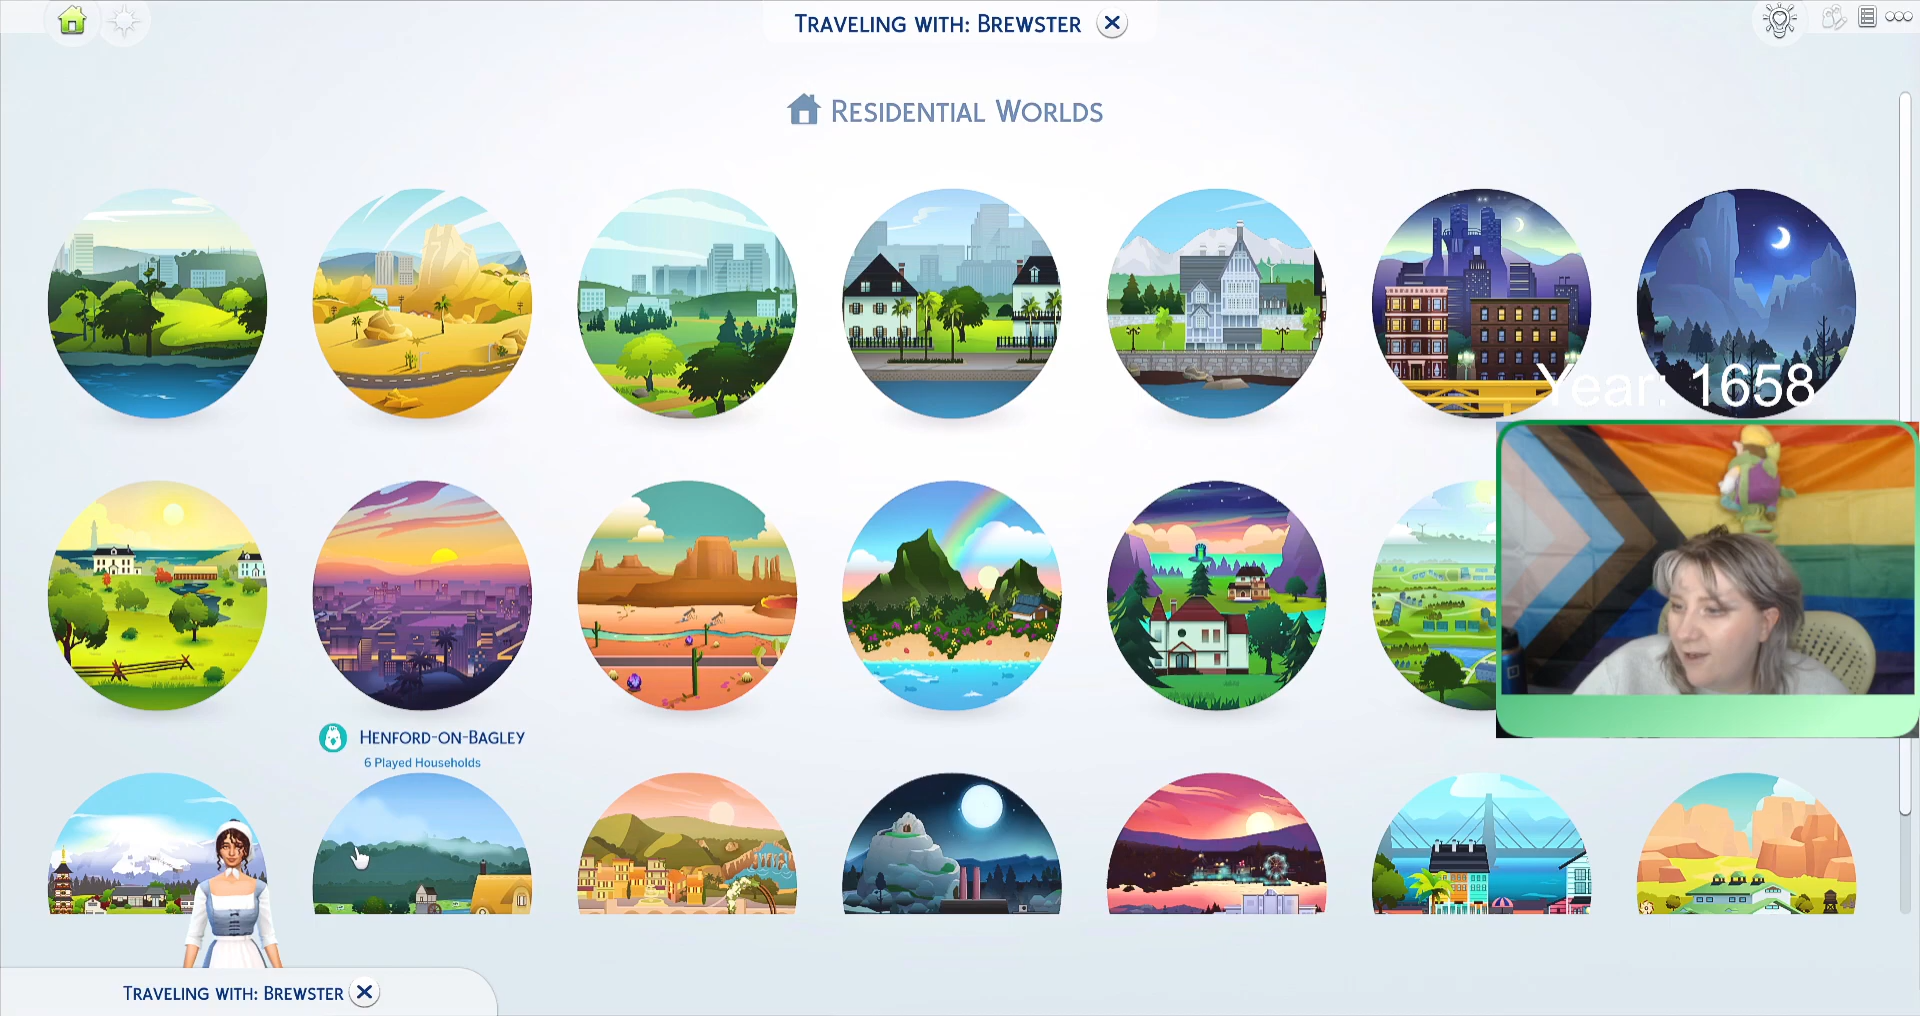 Traveling with: Brewster
Residential Worlds
Year: 1658
Henford-on-Bagley
6 Played Households
Traveling with: Brewster